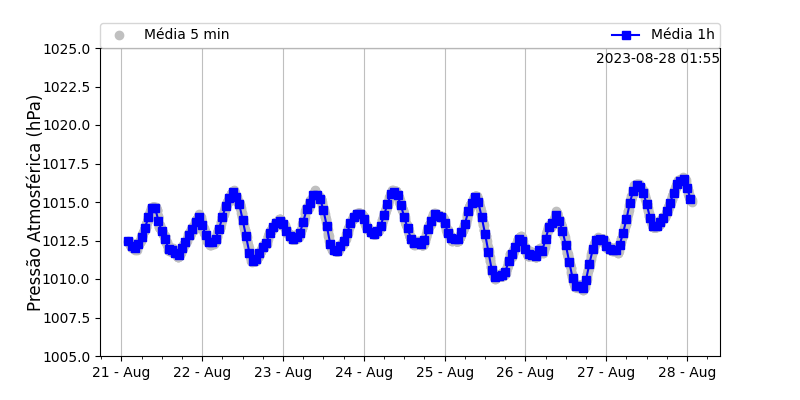 Média 5 min
Média 1h
2023-08-28 01:55
Pressão Atmosférica (hPa)
1025.0
1022.5
1020.0
1017.5
1015.0
1012.5
1010.0
1007.5
1005.0
21 - Aug
22 - Aug
23 - Aug
24 - Aug
25 - Aug
26 - Aug
27 - Aug
28 - Aug